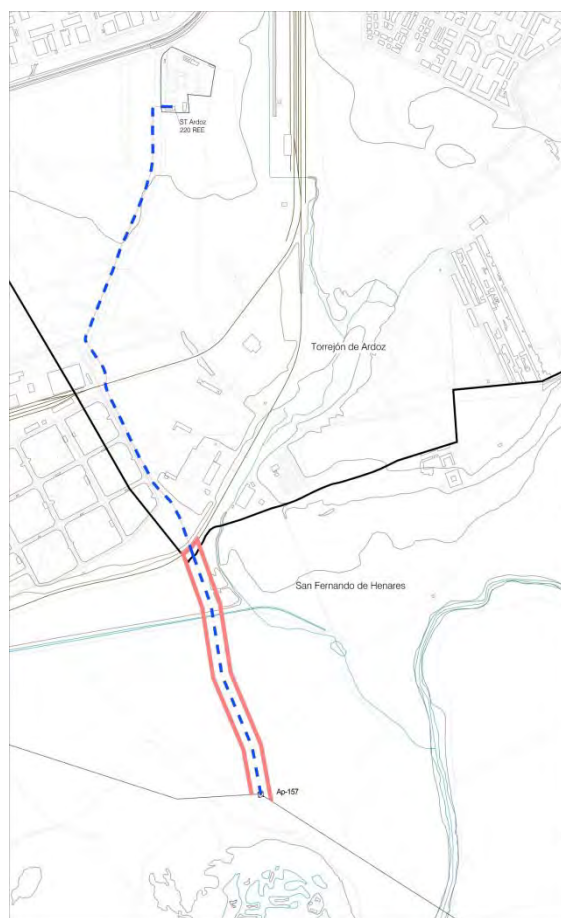 ST Ardoz
220 REE
Torrejón de Ardoz
San Fernando de Henares
Ap-157